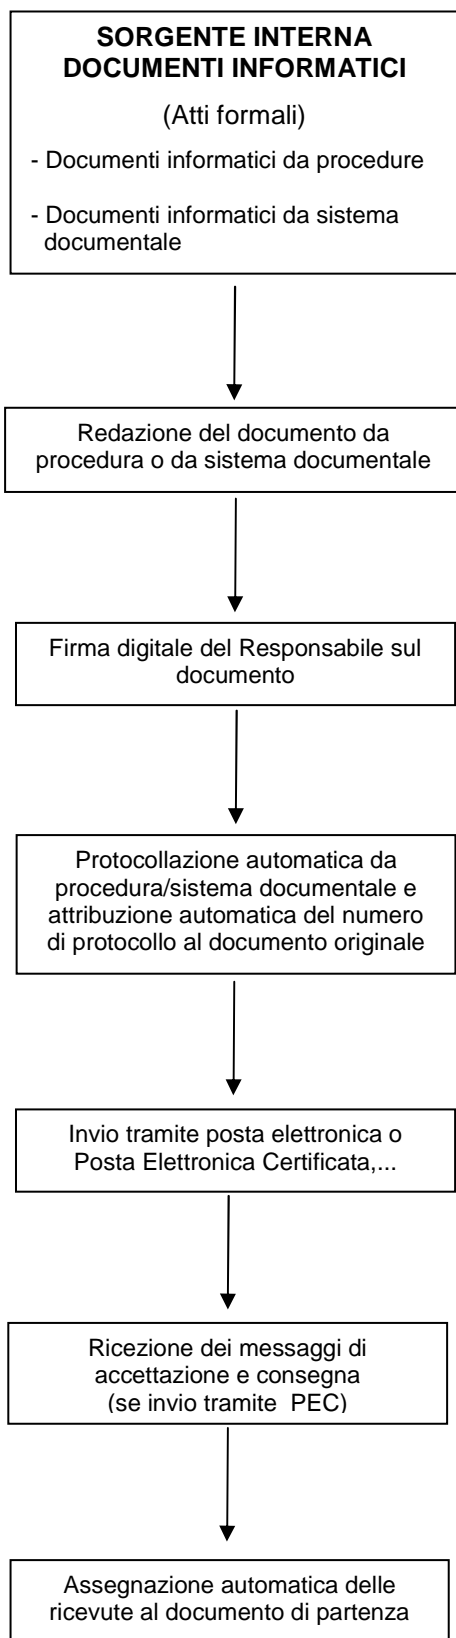 SORGENTE INTERNA
DOCUMENTI INFORMATICI
(Atti formali)
- Documenti informatici da procedure
- Documenti informatici da sistema
documentale
Redazione del documento da
procedura o da sistema documentale
Firma digitale del Responsabile sul
documento
Protocollazione automatica da
procedura/sistema documentale e
attribuzione automatica del numero
di protocollo al documento originale
Invio tramite posta elettronica o
Posta Elettronica Certificata,...
Ricezione dei messaggi di
accettazione e consegna
(se invio tramite PEC)
Assegnazione automatica delle
ricevute al documento di partenza